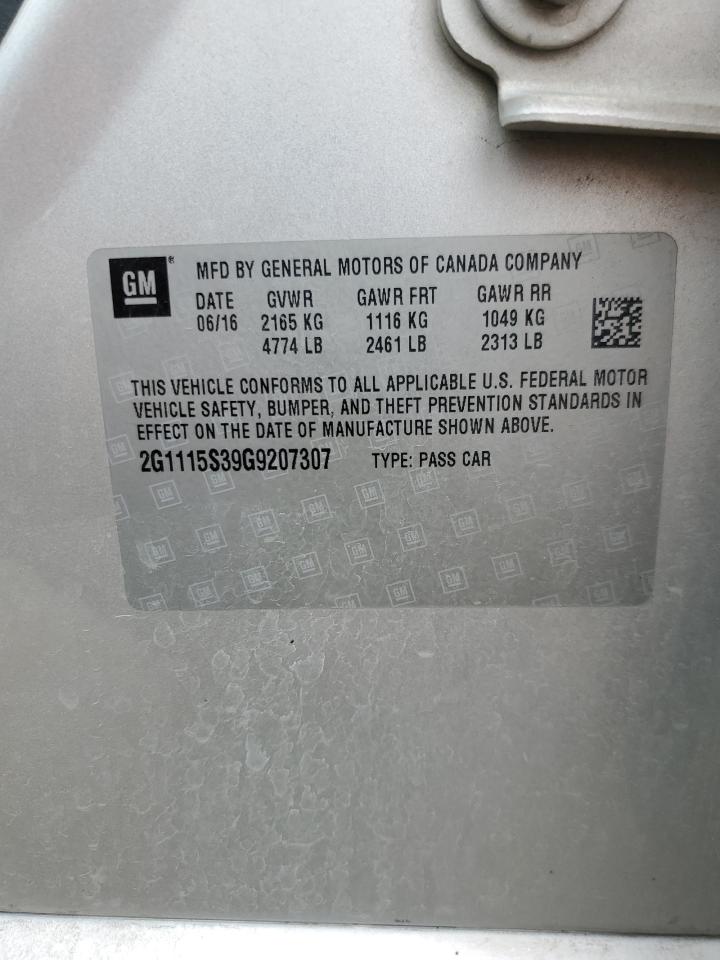 GM®
MFD BY GENERAL MOTORS OF CANADA COMPANY
DATE GVWR GAWR FRT GAWR RR
06/16 2165 KG 1116 KG 1049 KG
4774 LB 2461 LB 2313 LB
THIS VEHICLE CONFORMS TO ALL APPLICABLE U.S. FEDERAL MOTOR
VEHICLE SAFETY, BUMPER, AND THEFT PREVENTION STANDARDS IN
EFFECT ON THE DATE OF MANUFACTURE SHOWN ABOVE.
2G1115S39G9207307 TYPE: PASS CAR